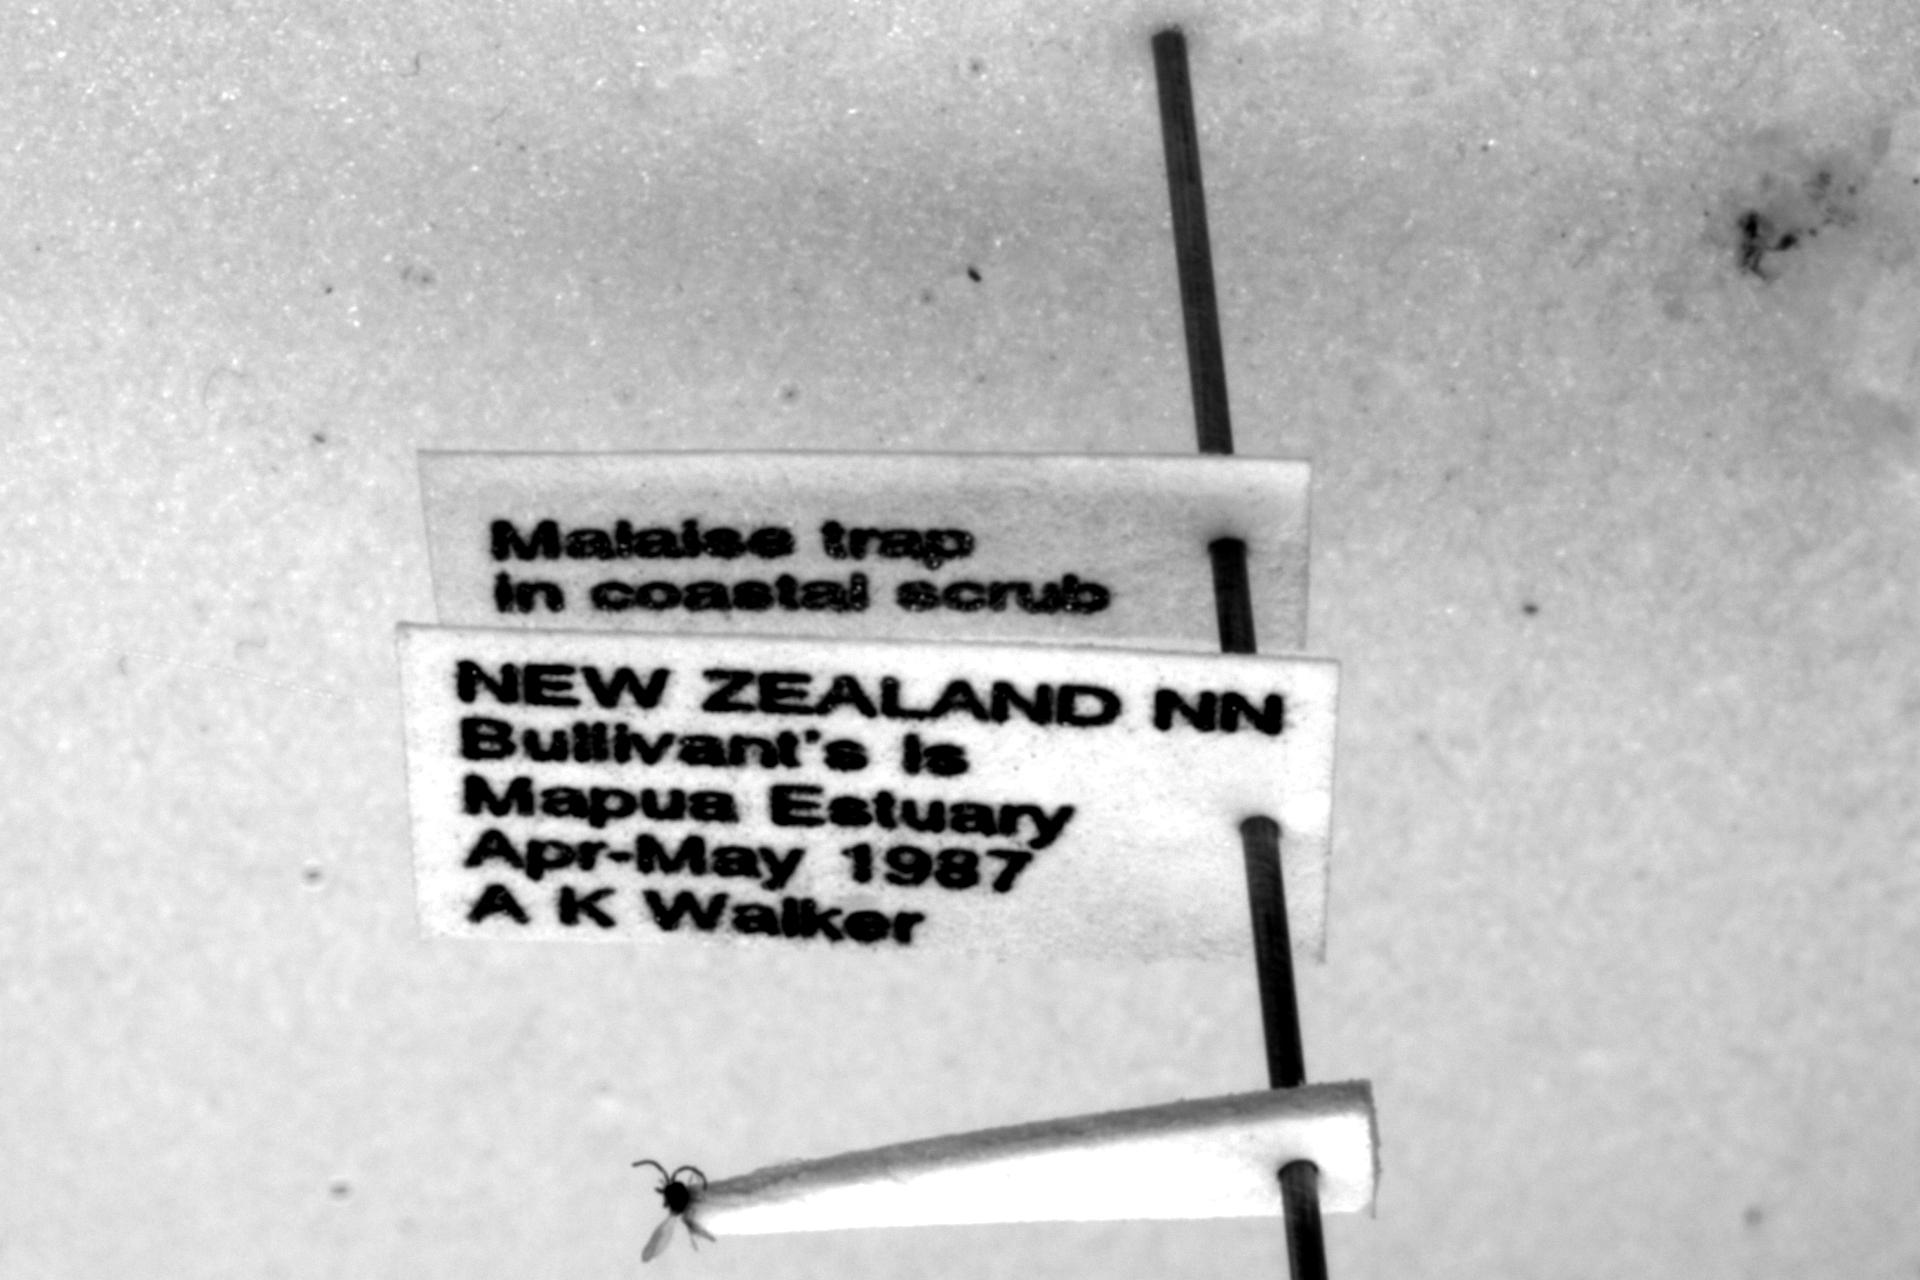 Malaise trap
in coastal scrub
NEW ZEALAND NN
Bullivant's Is
Mapua Estuary
Apr-May 1987
A K Walker